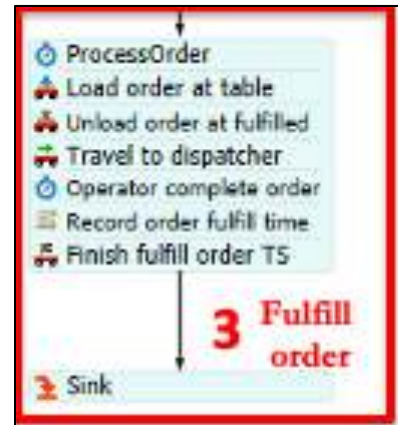 ProcessOrder
Load order at table
Unload order at fulfilled
Travel to dispatcher
Operator complete order
Record order fulfill time
Finish fulfill order TS
3 Fulfill
order
Sink